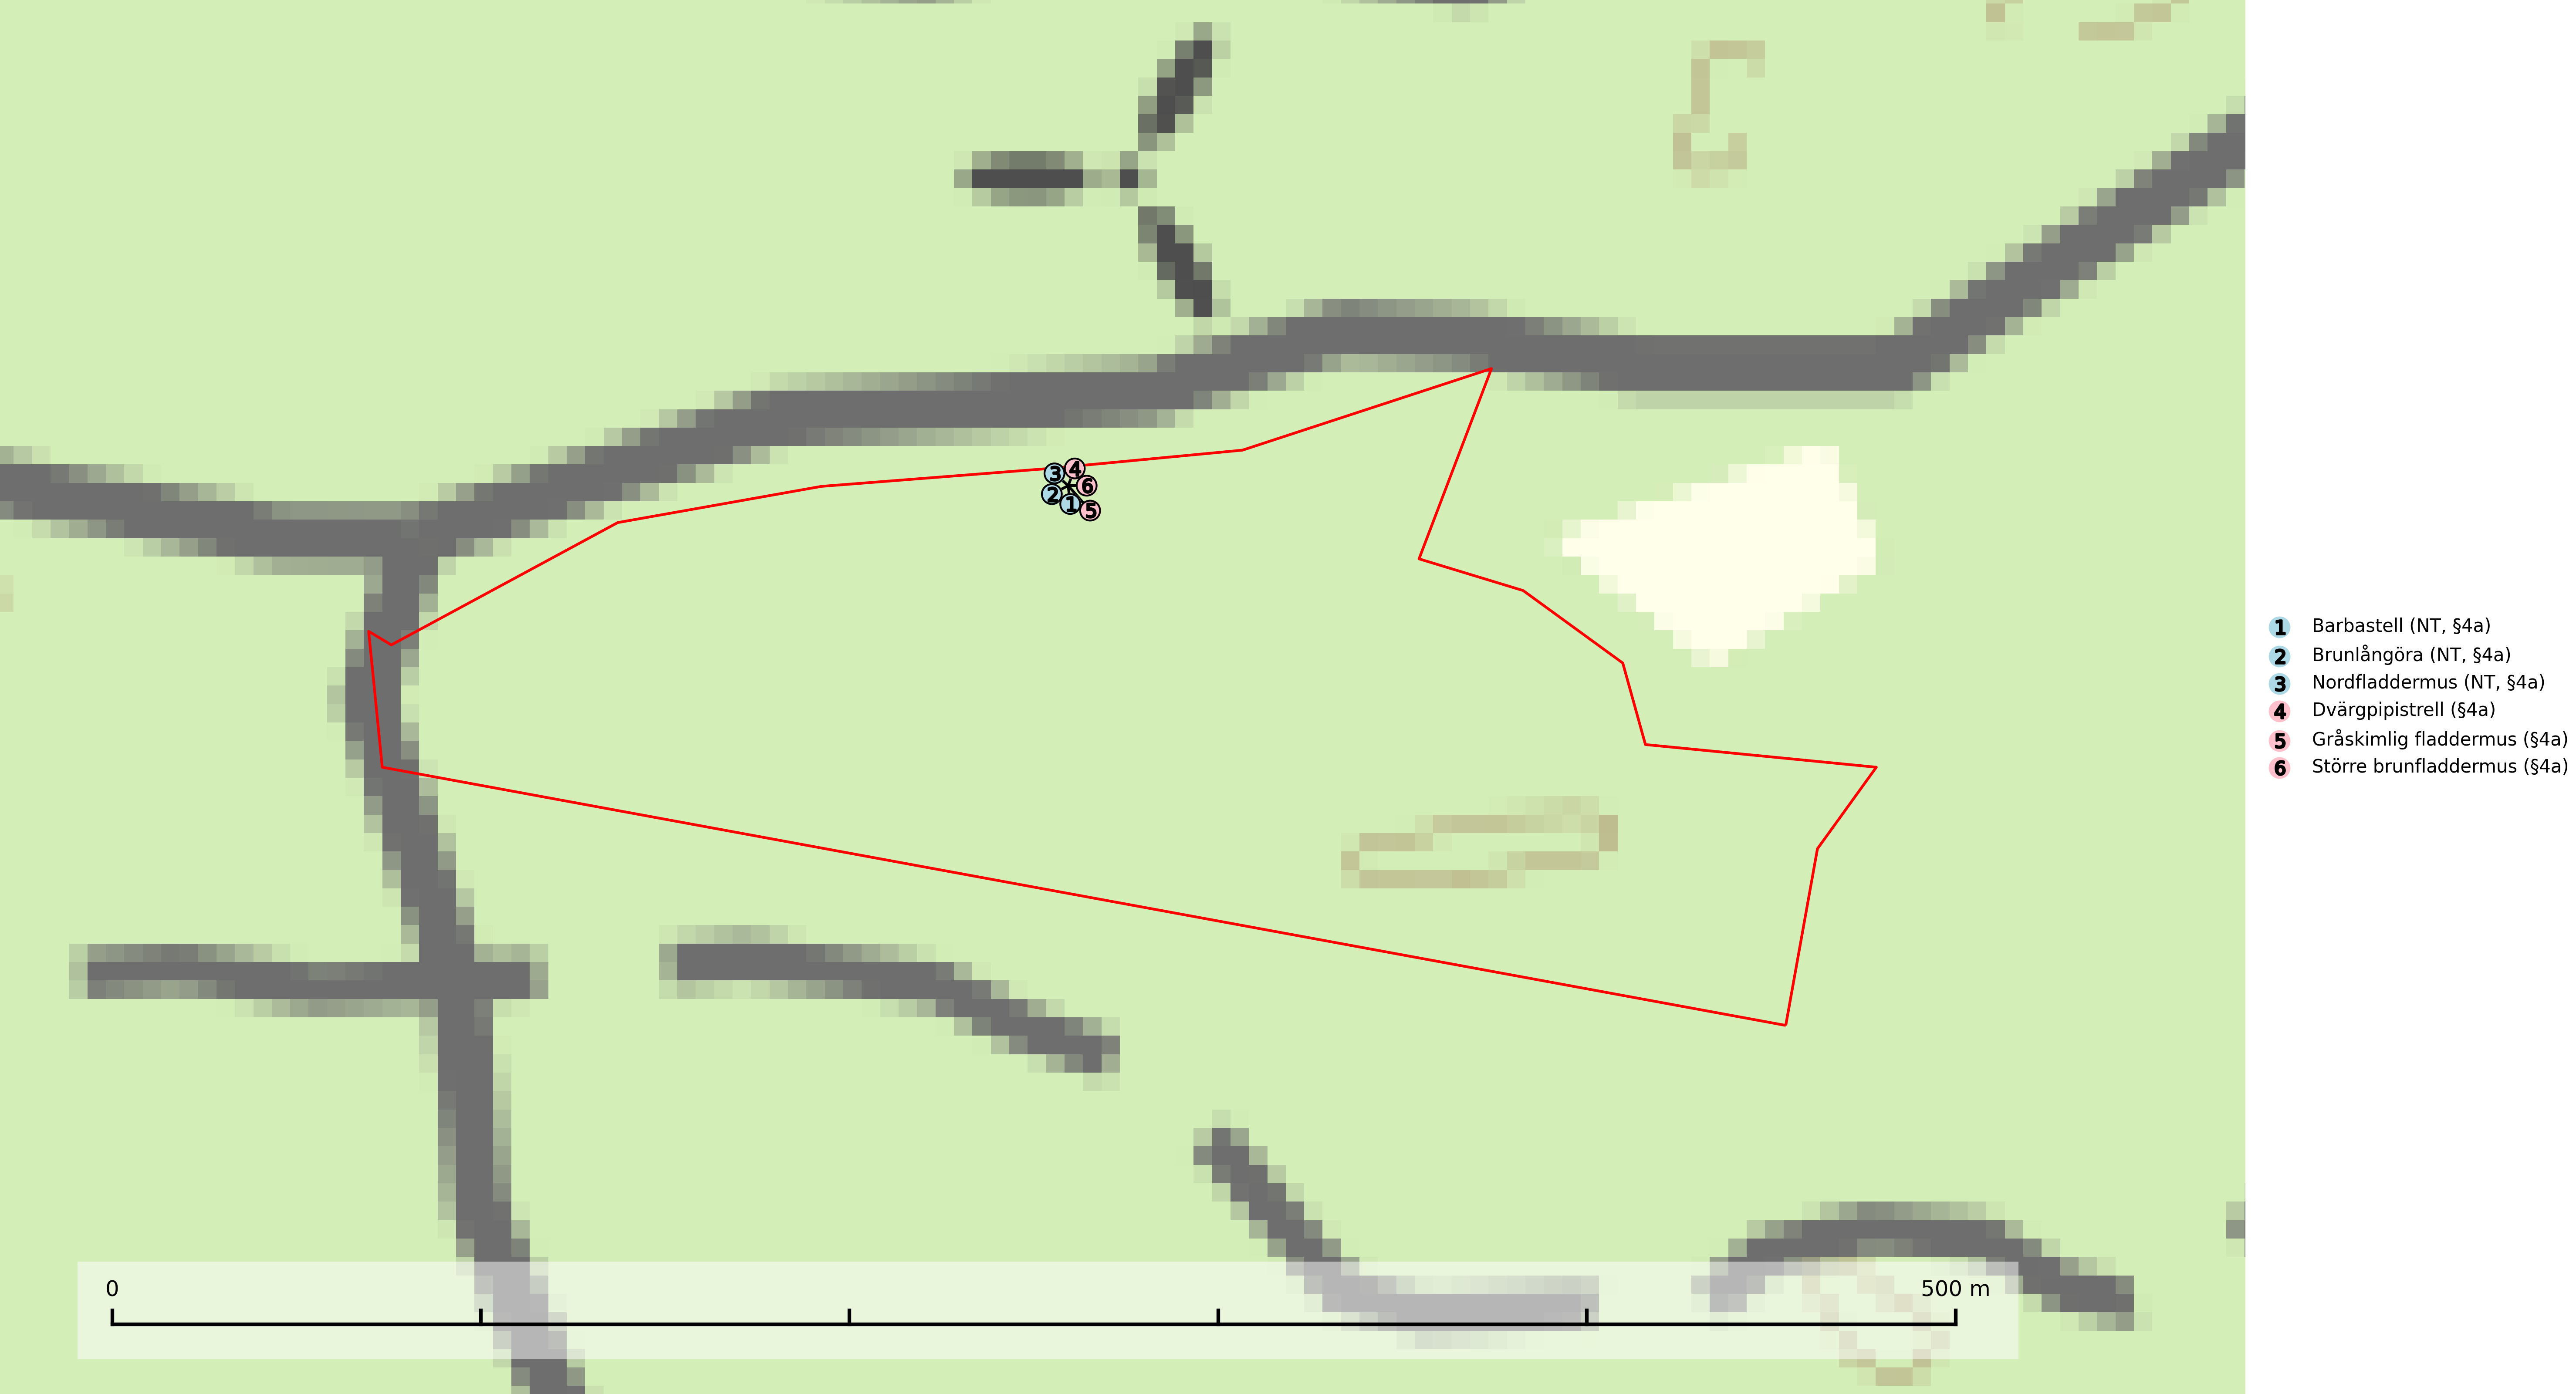 3 4
2 6
1 5
1 Barbastell (NT, §4a)
2 Brunlångöra (NT, §4a)
3 Nordfladdermus (NT, §4a)
4 Dvärgpipistrell (§4a)
5 Gråskimlig fladdermus (§4a)
6 Större brunfladdermus (§4a)
0 500 m